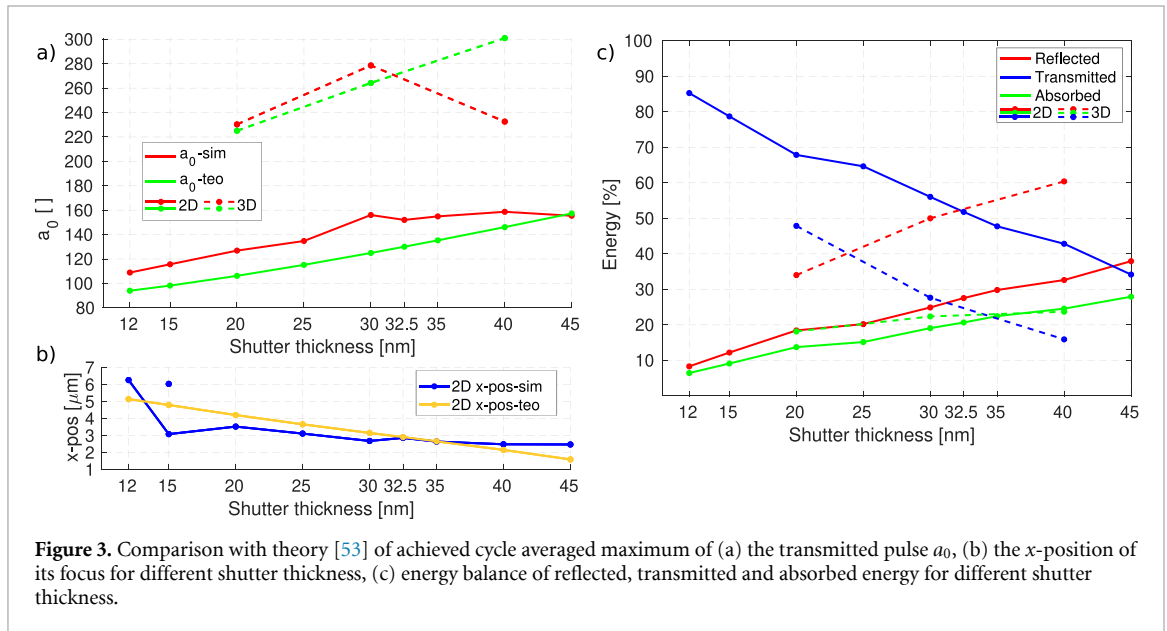 a)
300
280
260
240
220
200
180
160
140
120
100
80
a0 [ ]
a0-sim
a0-teo
2D 3D
12 15 20 25 30 32.5 35 40 45
Shutter thickness [nm]
b)
7
6
5
4
3
2
1
x-pos [μm]
2D x-pos-sim
2D x-pos-teo
12 15 20 25 30 32.5 35 40 45
Shutter thickness [nm]
c)
100
90
80
70
60
50
40
30
20
10
Energy [%]
Reflected
Transmitted
Absorbed
2D 3D
12 15 20 25 30 32.5 35 40 45
Shutter thickness [nm]
Figure 3. Comparison with theory [53] of achieved cycle averaged maximum of (a) the transmitted pulse a0, (b) the x-position of
its focus for different shutter thickness, (c) energy balance of reflected, transmitted and absorbed energy for different shutter
thickness.